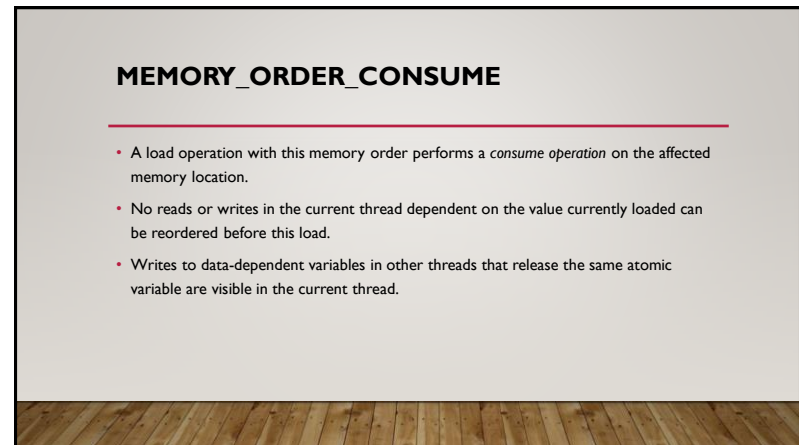 MEMORY_ORDER_CONSUME
• A load operation with this memory order performs a consume operation on the affected
memory location.
• No reads or writes in the current thread dependent on the value currently loaded can
be reordered before this load.
• Writes to data-dependent variables in other threads that release the same atomic
variable are visible in the current thread.